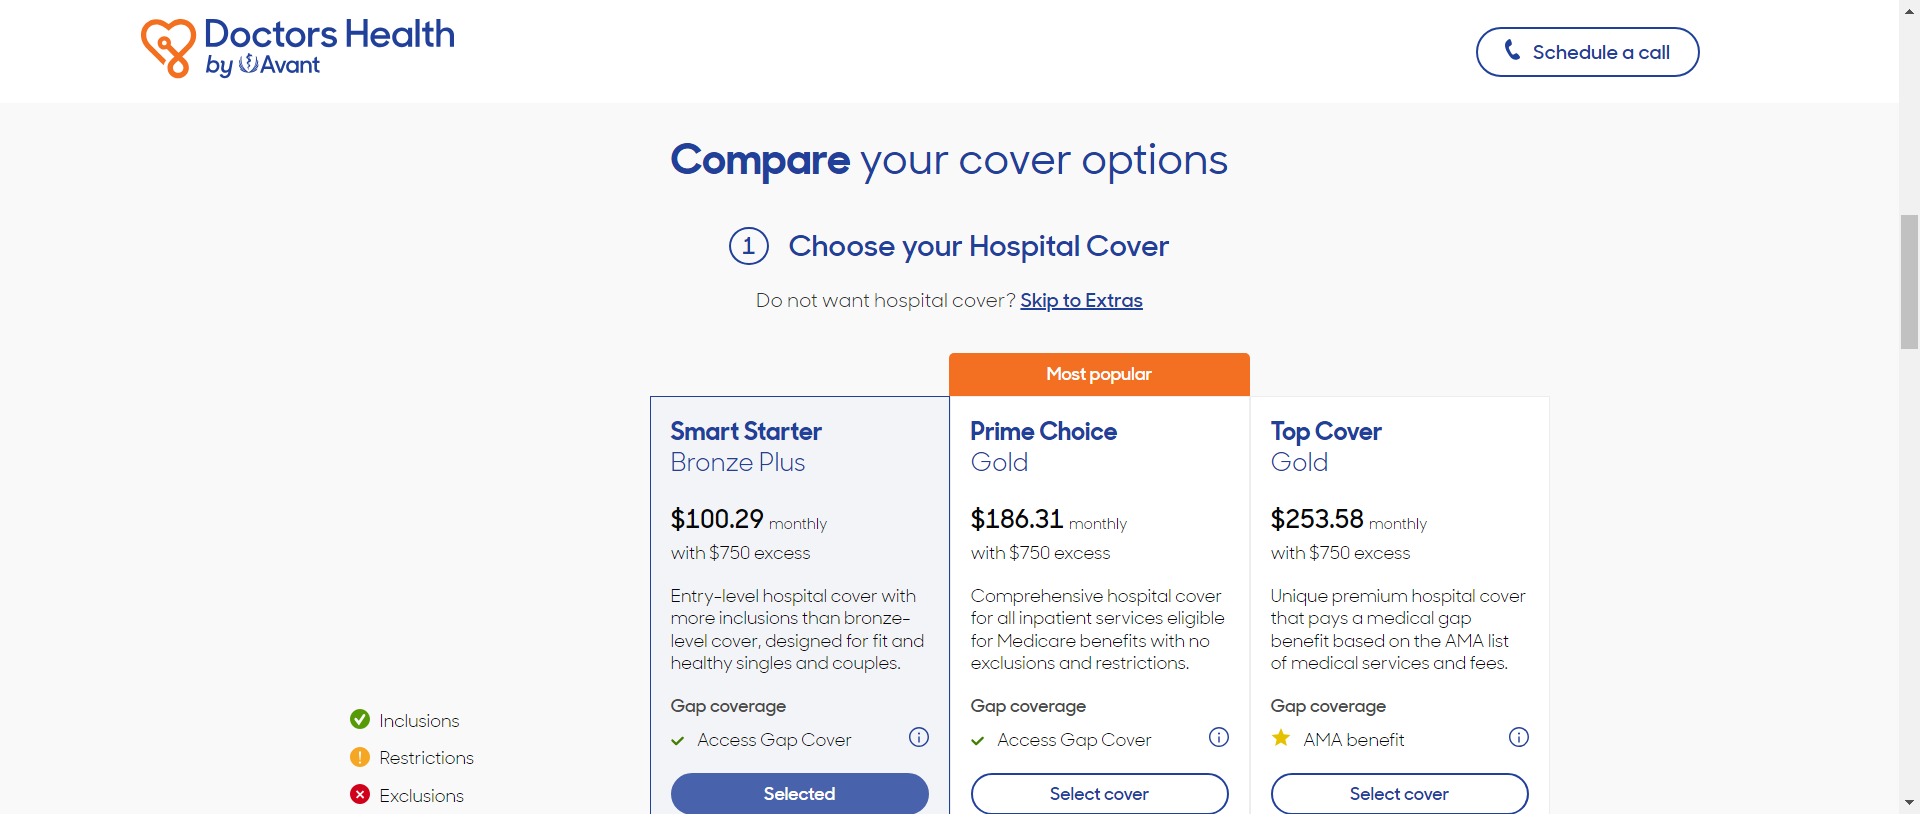 Doctors Health
by Avant
Schedule a call
Compare your cover options
1 Choose your Hospital Cover
Do not want hospital cover? Skip to Extras
Most popular
Smart Starter
Bronze Plus
$100.29 monthly
with $750 excess
Entry-level hospital cover with
more inclusions than bronze-
level cover, designed for fit and
healthy singles and couples.
Gap coverage
Access Gap Cover
Selected
Prime Choice
Gold
$186.31 monthly
with $750 excess
Comprehensive hospital cover
for all inpatient services eligible
for Medicare benefits with no
exclusions and restrictions.
Gap coverage
Access Gap Cover
Select cover
Top Cover
Gold
$253.58 monthly
with $750 excess
Unique premium hospital cover
that pays a medical gap
benefit based on the AMA list
of medical services and fees.
Gap coverage
AMA benefit
Select cover
Inclusions
Restrictions
Exclusions